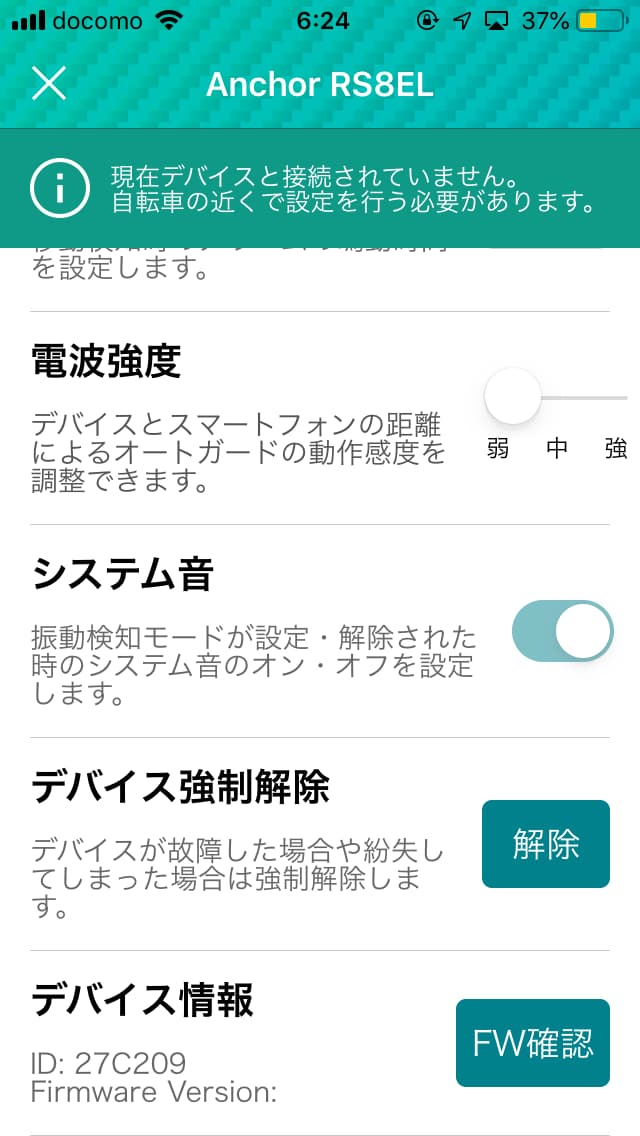 docomo 6:24 37%
Anchor RS8EL
現在デバイスと接続されていません。
自転車の近くで設定を行う必要があります。
を設定します。
電波強度
デバイスとスマートフォンの距離
によるオートガードの動作感度を
調整できます。
弱 中 強
システム音
振動検知モードが設定・解除された
時のシステム音のオン・オフを設定
します。
デバイス強制解除
デバイスが故障した場合や紛失し
てしまった場合は強制解除しま
す。
解除
デバイス情報
ID: 27C209
Firmware Version:
FW確認